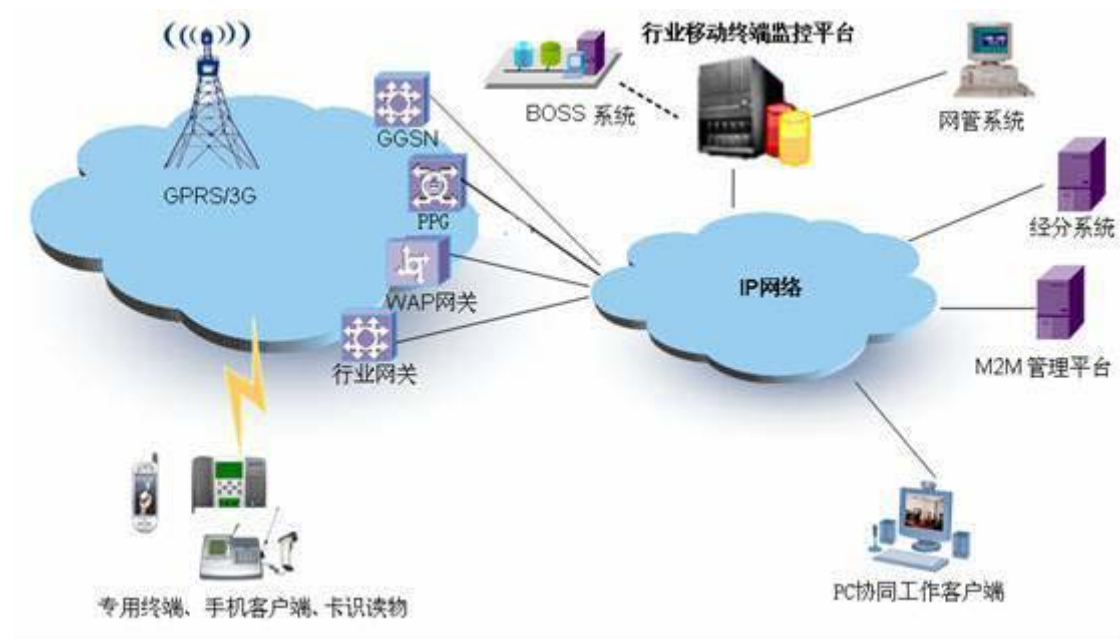 行业移动终端监控平台
BOSS 系统
网管系统
GGSN
GPRS/3G
PPG
经分系统
WAP网关
IP网络
行业网关
M2M 管理平台
PC协同工作客户端
专用终端、手机客户端、卡识读物